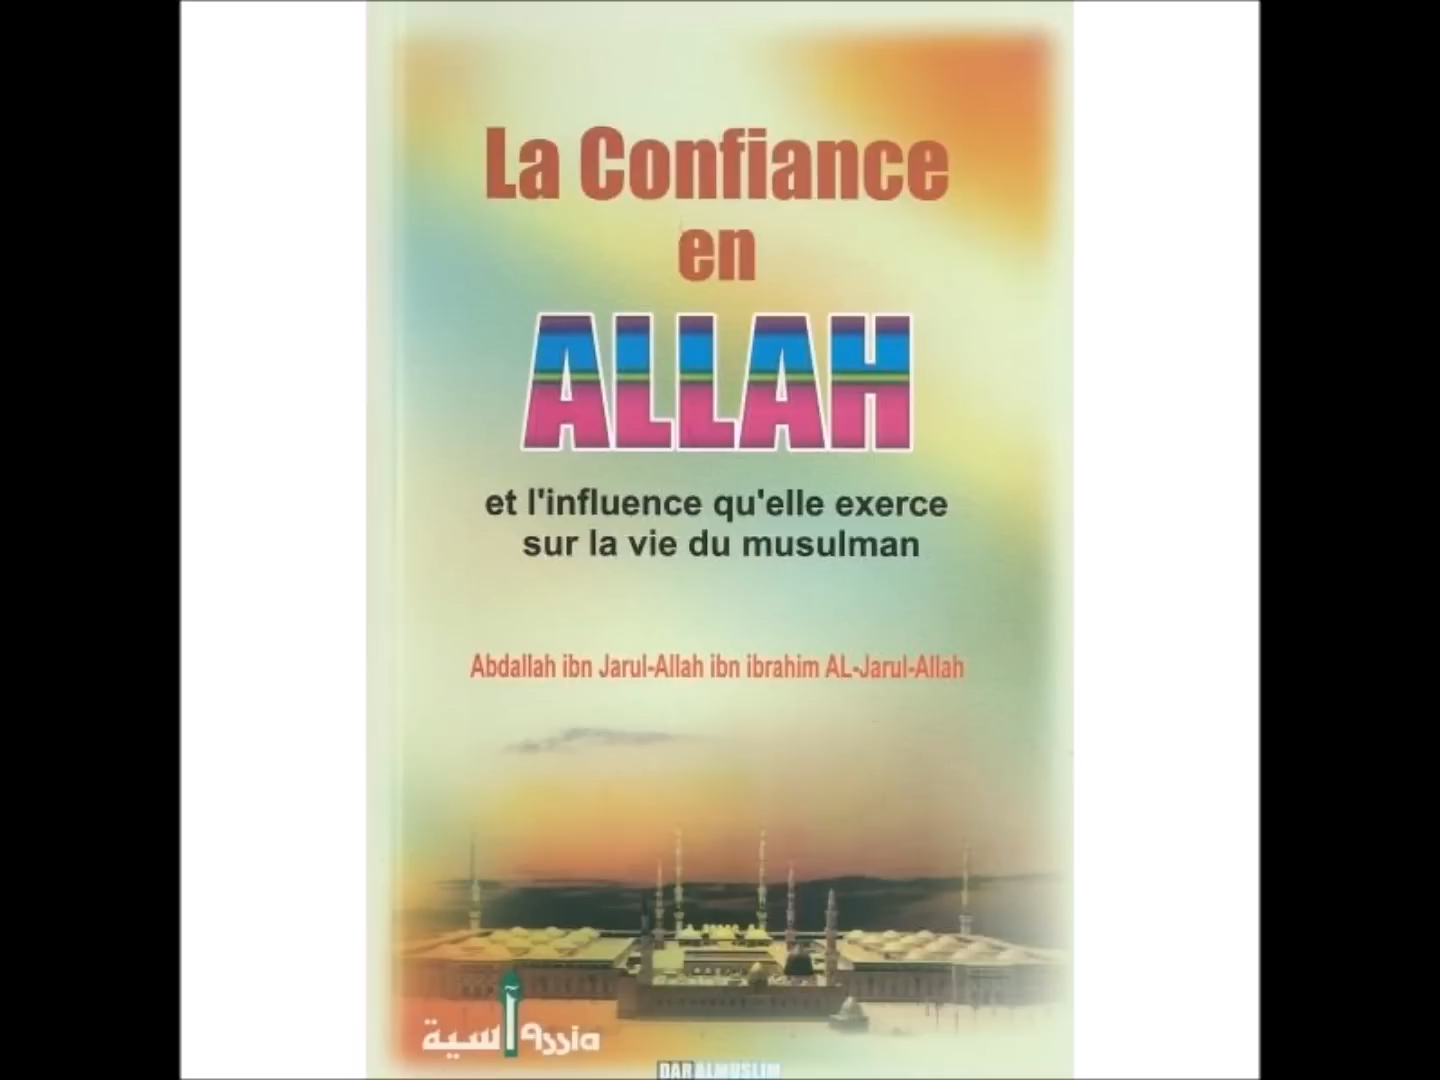 La Confiance
en
ALLAH
et l'influence qu'elle exerce
sur la vie du musulman
Abdallah ibn Jarul-Allah ibn ibrahim AL-Jarul-Allah
آسية Assia
DAR ALMUSLIM